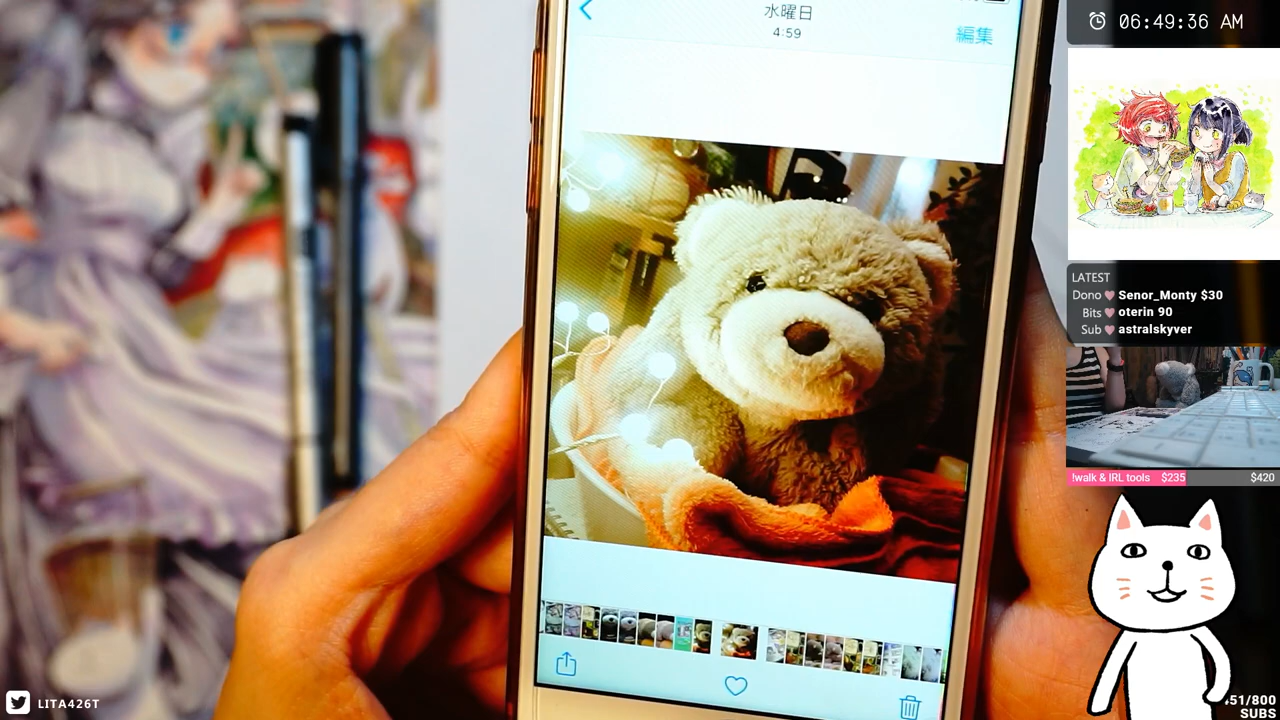 水曜日
4:59
編集
06:49:36 AM
LATEST
Dono Senor_Monty $30
Bits oterin 90
Sub astralskyver
!walk & IRL tools $235 $420
LITA426T
51/800
SUBS